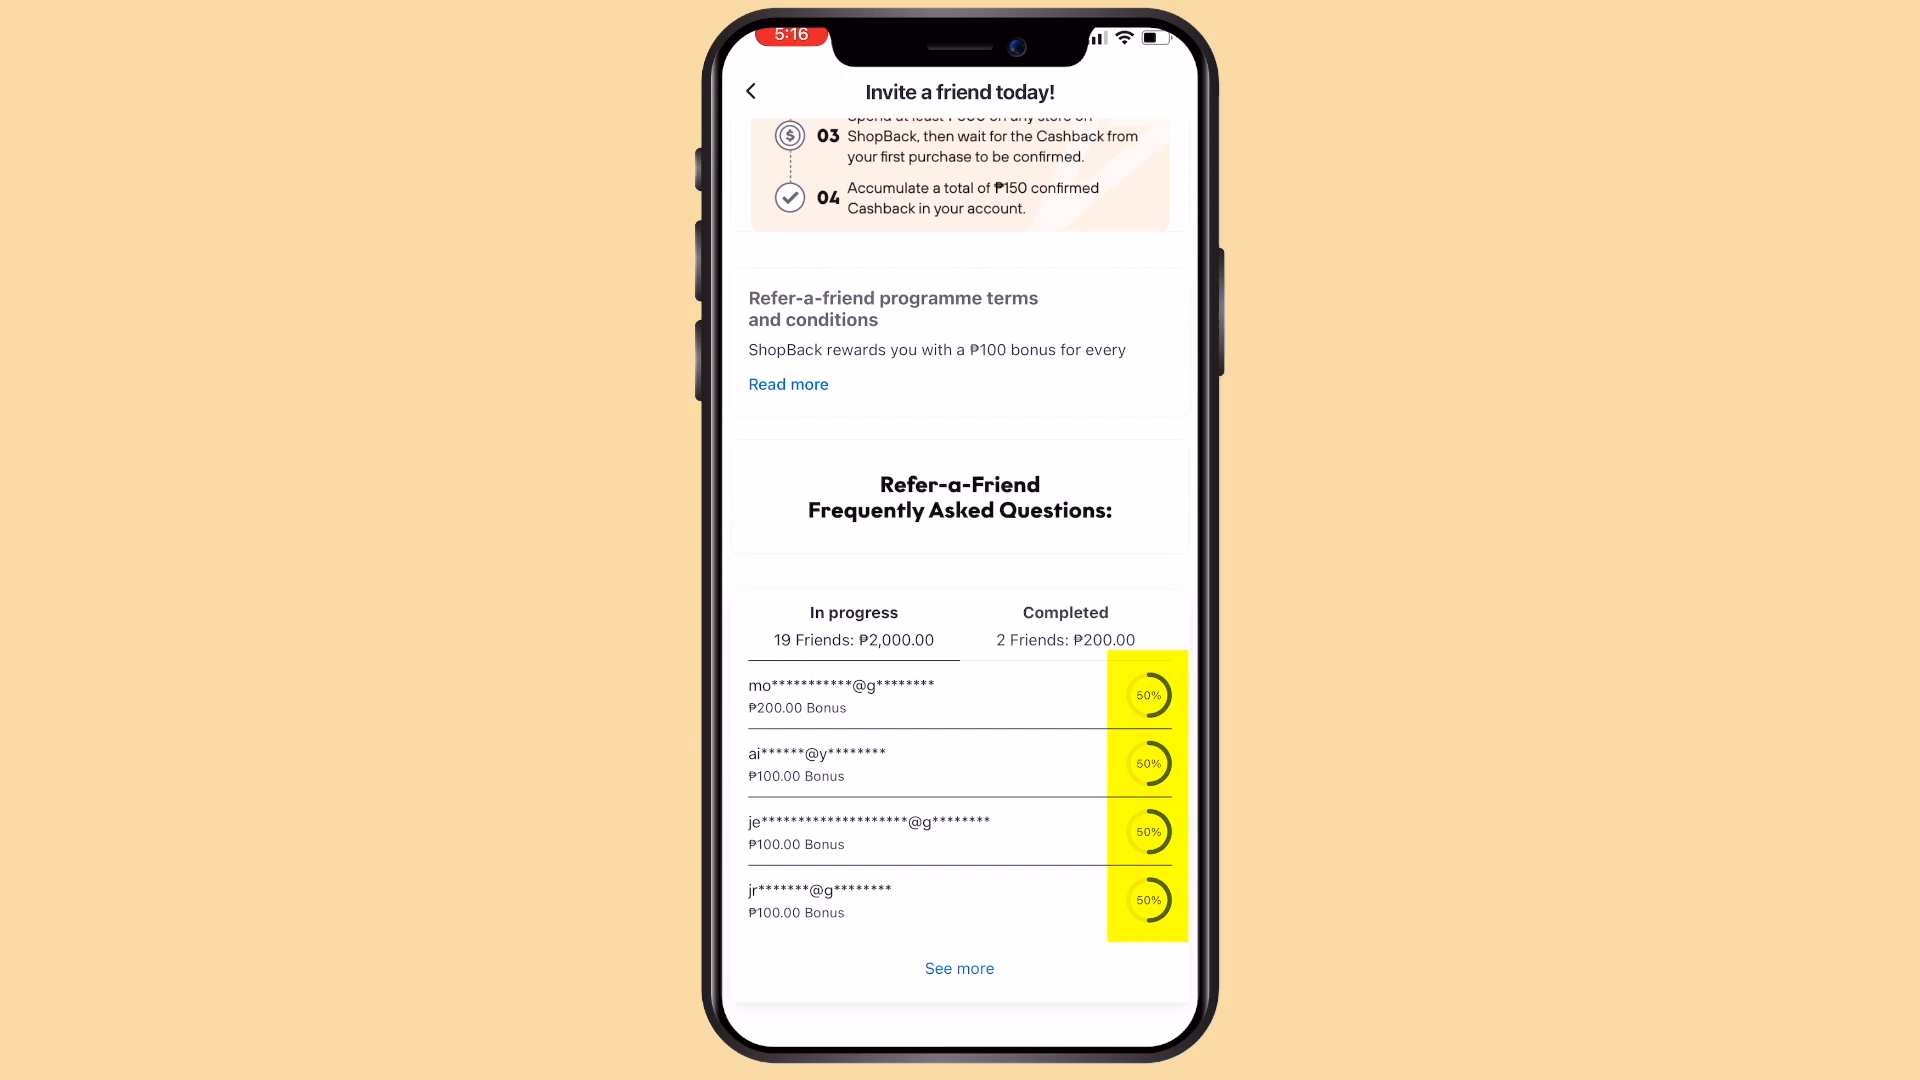 5:16
Invite a friend today!
03
ShopBack, then wait for the Cashback from
your first purchase to be confirmed.
04
Accumulate a total of ₱150 confirmed
Cashback in your account.
Refer-a-friend programme terms
and conditions
ShopBack rewards you with a ₱100 bonus for every
Read more
Refer-a-Friend
Frequently Asked Questions:
In progress
19 Friends: ₱2,000.00
Completed
2 Friends: ₱200.00
mo***********@g********
₱200.00 Bonus
50%
ai******@y********
₱100.00 Bonus
50%
je********************@g********
₱100.00 Bonus
50%
jr*******@g********
₱100.00 Bonus
50%
See more